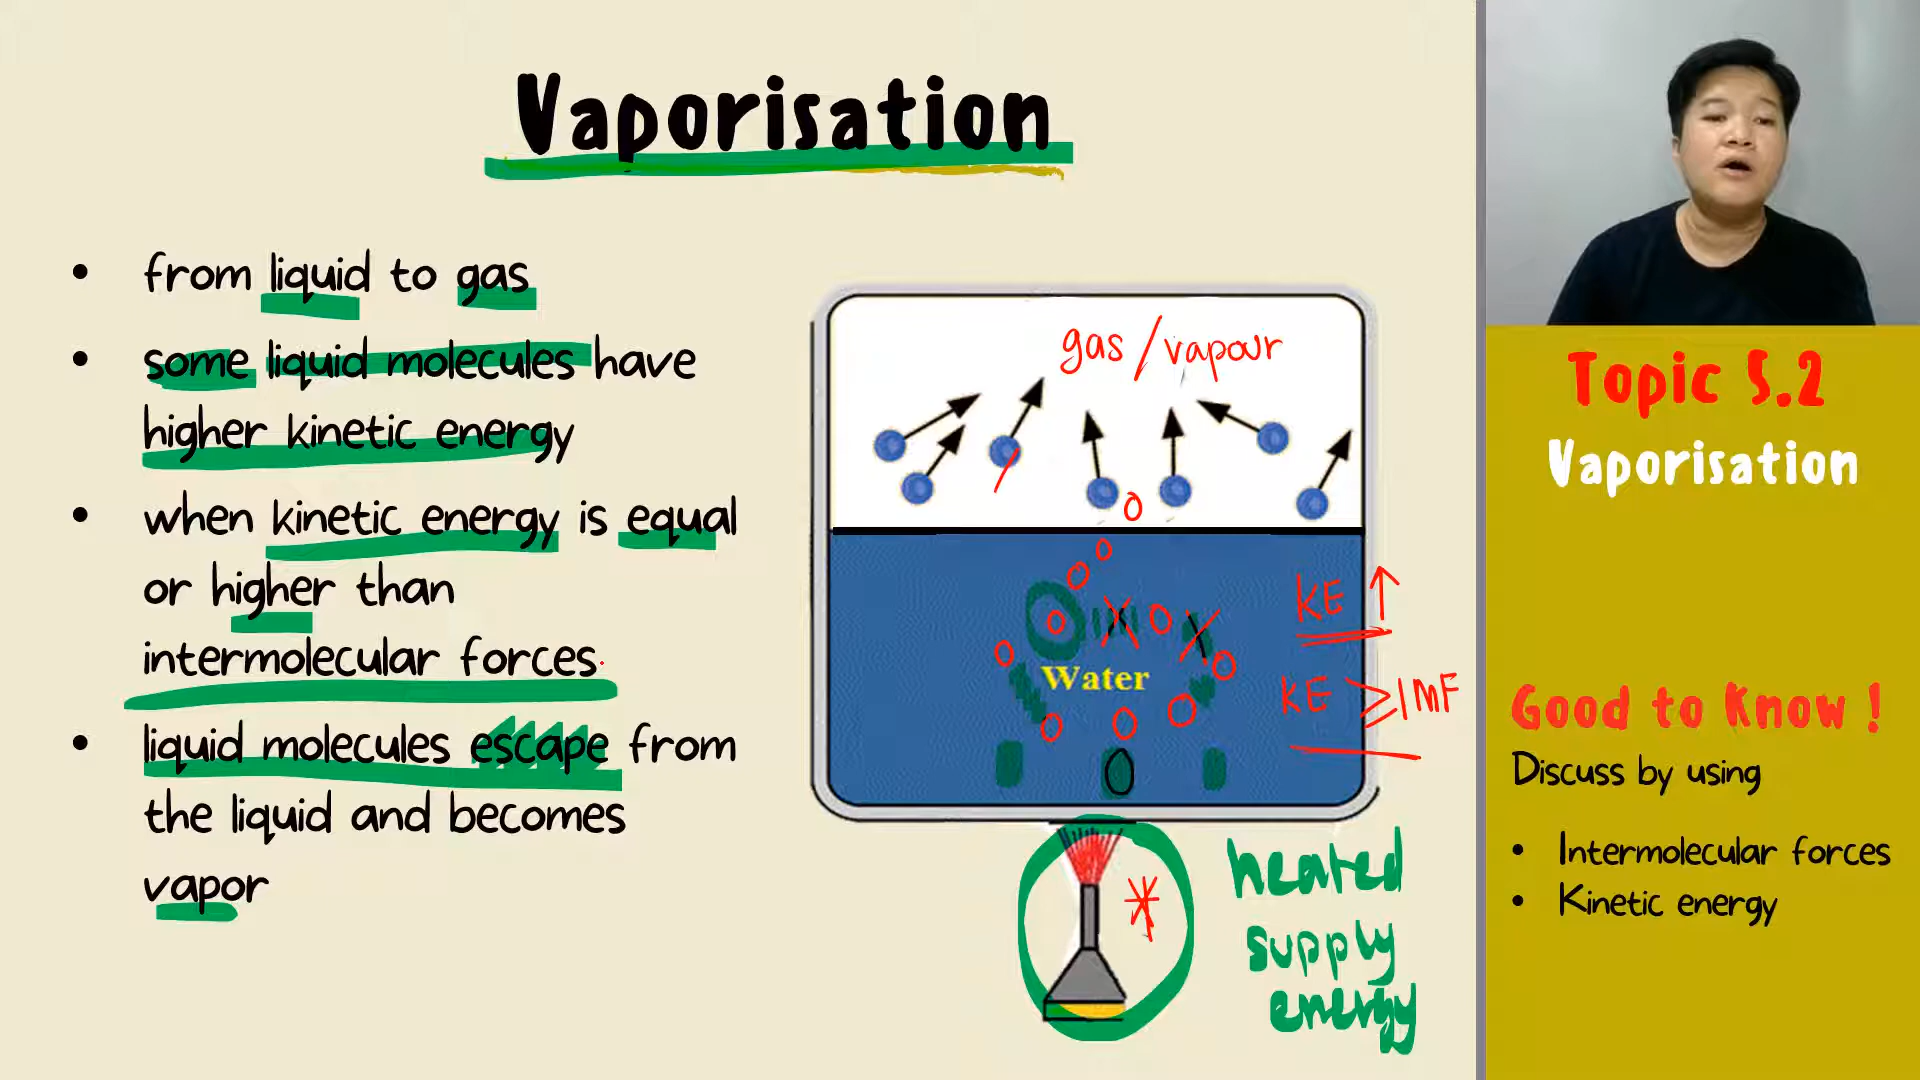 Vaporisation
• from liquid to gas
• some liquid molecules have
higher kinetic energy
• when kinetic energy is equal
or higher than
intermolecular forces.
• liquid molecules escape from
the liquid and becomes
vapor
gas / vapour
KE ↑
Water
KE ≥ IMF
heated
supply
energy
Topic 5.2
Vaporisation
Good to Know !
Discuss by using
• Intermolecular forces
• Kinetic energy